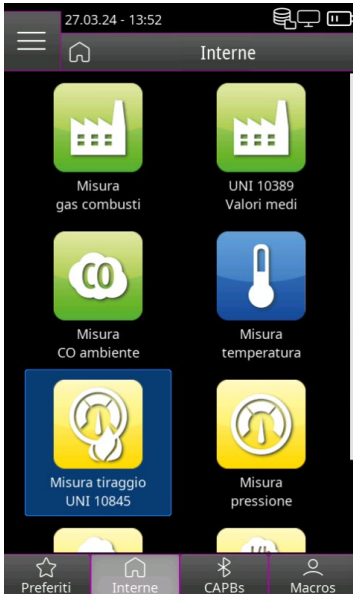 27.03.24 - 13:52
Interne
Misura
gas combusti
UNI 10389
Valori medi
CO
Misura
CO ambiente
Misura
temperatura
Misura tiraggio
UNI 10845
Misura
pressione
Preferiti
Interne
CAPBs
Macros